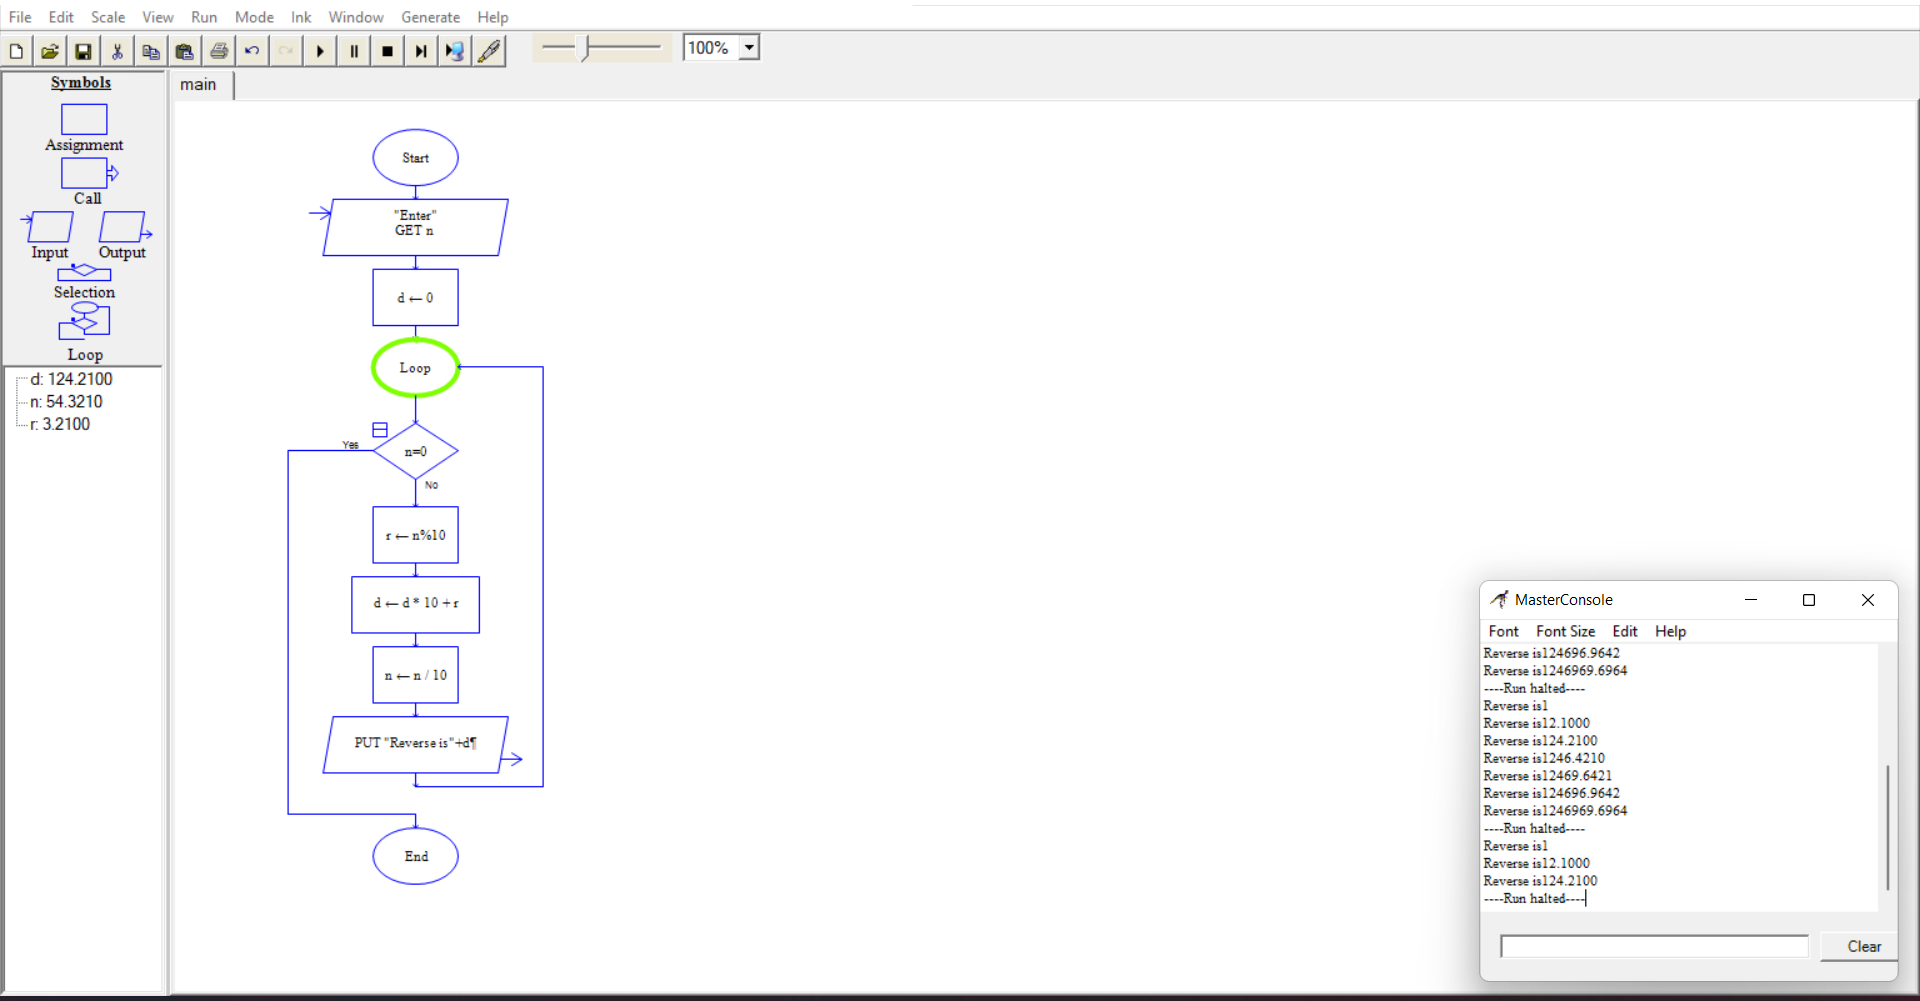 File Edit Scale View Run Mode Ink Window Generate Help
100%
Symbols
Assignment
Call
Input Output
Selection
Loop
d: 124.2100
n: 54.3210
r: 3.2100
main
Start
"Enter"
GET n
d ← 0
Loop
n=0
Yes
No
r ← n%10
d ← d * 10 + r
n ← n / 10
PUT "Reverse is"+d¶
End
MasterConsole
Font Font Size Edit Help
Reverse is124696.9642
Reverse is1246969.6964
----Run halted----
Reverse is1
Reverse is12.1000
Reverse is124.2100
Reverse is1246.4210
Reverse is12469.6421
Reverse is124696.9642
Reverse is1246969.6964
----Run halted----
Reverse is1
Reverse is12.1000
Reverse is124.2100
----Run halted----
Clear